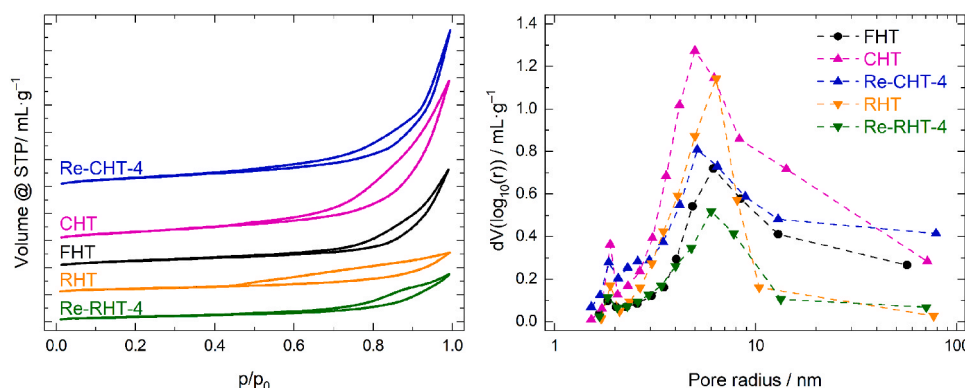 Volume @ STP/ mL·g⁻¹
Re-CHT-4
CHT
FHT
RHT
Re-RHT-4
0.0 0.2 0.4 0.6 0.8 1.0
p/p₀
dV(log₁₀(r)) / mL·g⁻¹
1.4
1.2
1.0
0.8
0.6
0.4
0.2
0.0
FHT
CHT
Re-CHT-4
RHT
Re-RHT-4
1 10 100
Pore radius / nm